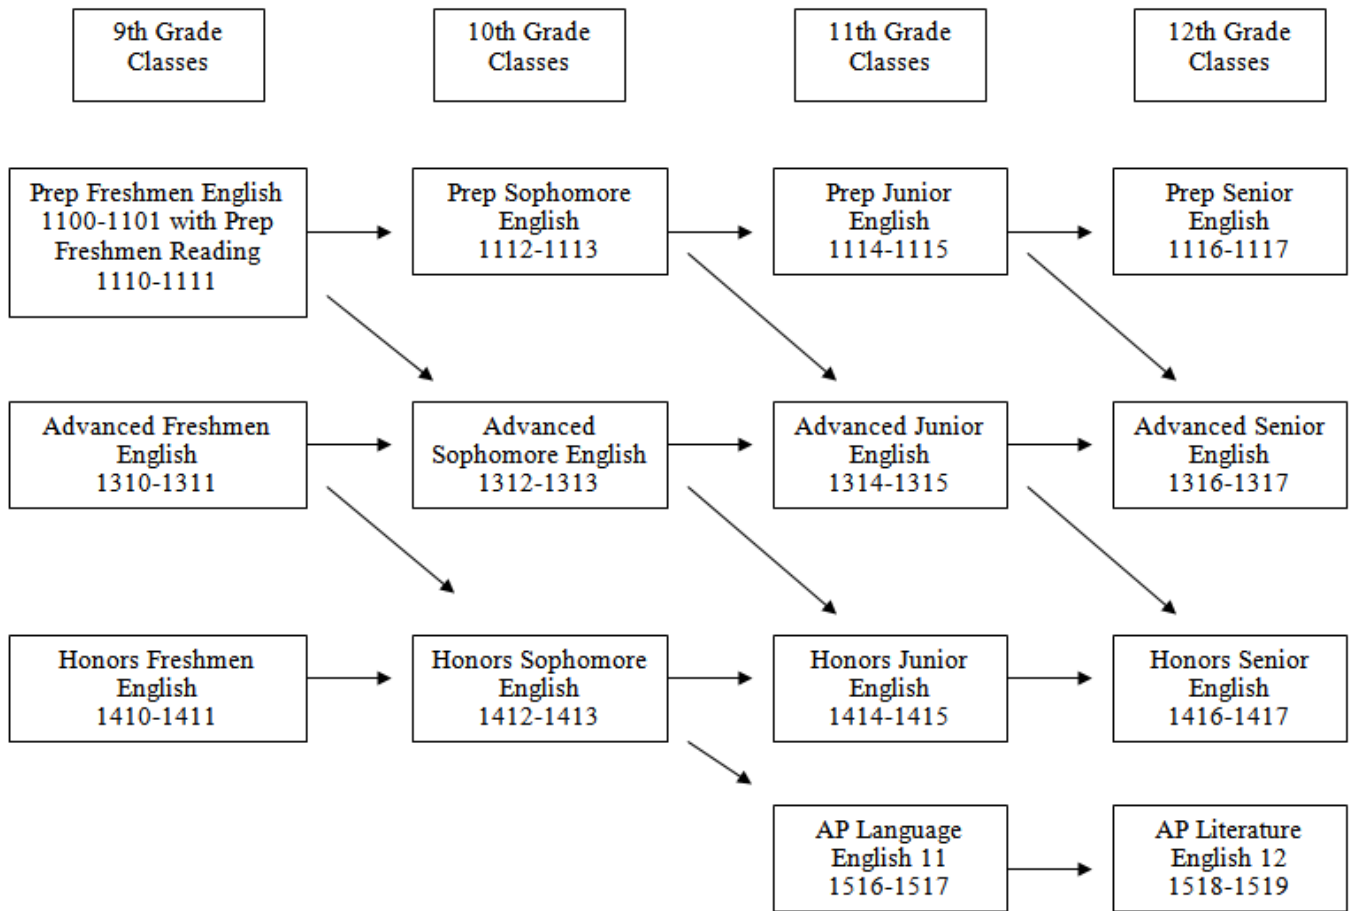 9th Grade
Classes
10th Grade
Classes
11th Grade
Classes
12th Grade
Classes
Prep Freshmen English
1100-1101 with Prep
Freshmen Reading
1110-1111
Prep Sophomore
English
1112-1113
Prep Junior
English
1114-1115
Prep Senior
English
1116-1117
Advanced Freshmen
English
1310-1311
Advanced
Sophomore English
1312-1313
Advanced Junior
English
1314-1315
Advanced Senior
English
1316-1317
Honors Freshmen
English
1410-1411
Honors Sophomore
English
1412-1413
Honors Junior
English
1414-1415
Honors Senior
English
1416-1417
AP Language
English 11
1516-1517
AP Literature
English 12
1518-1519